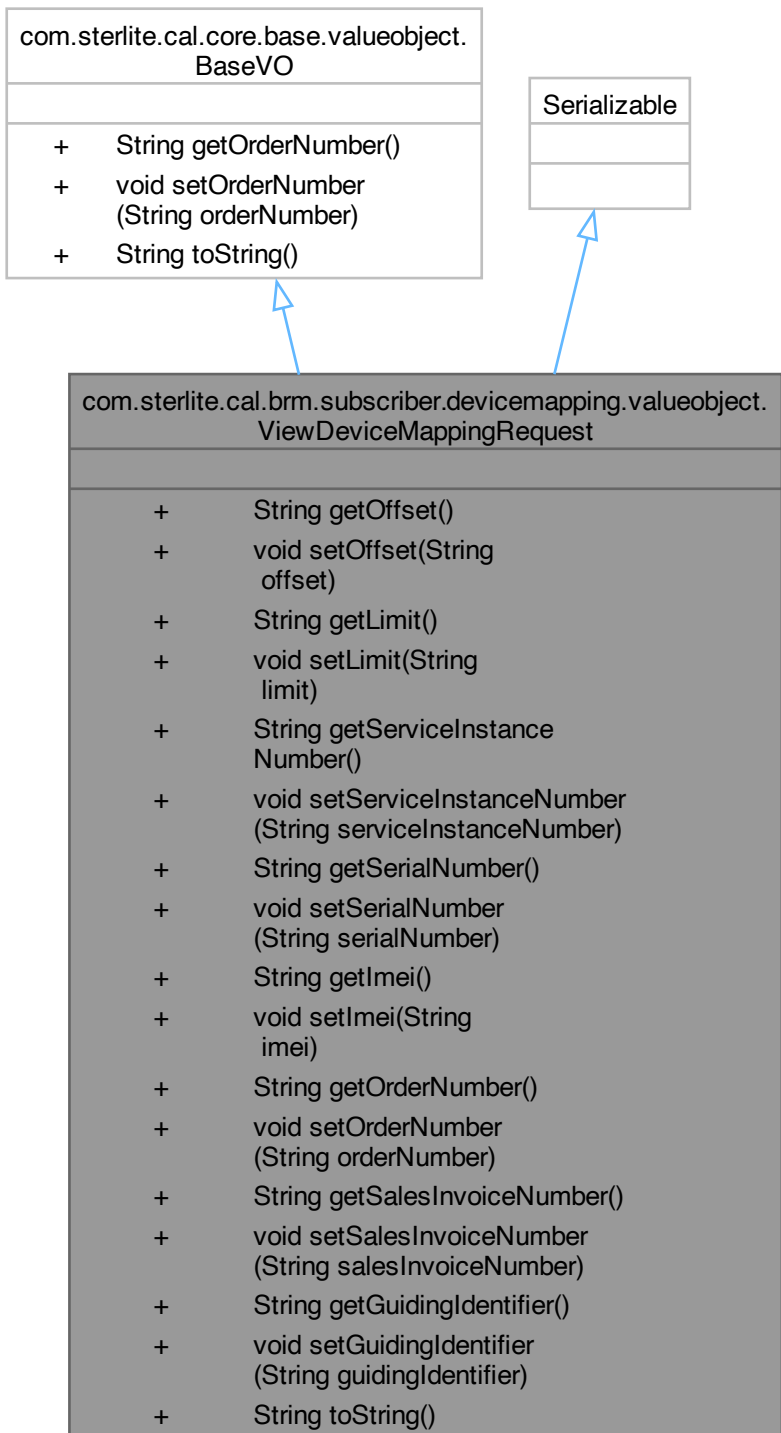 com.sterlite.cal.core.base.valueobject.
BaseVO
+ String getOrderNumber()
+ void setOrderNumber
(String orderNumber)
+ String toString()
Serializable
com.sterlite.cal.brm.subscriber.devicemapping.valueobject.
ViewDeviceMappingRequest
+ String getOffset()
+ void setOffset(String
offset)
+ String getLimit()
+ void setLimit(String
limit)
+ String getServiceInstance
Number()
+ void setServiceInstanceNumber
(String serviceInstanceNumber)
+ String getSerialNumber()
+ void setSerialNumber
(String serialNumber)
+ String getImei()
+ void setImei(String
imei)
+ String getOrderNumber()
+ void setOrderNumber
(String orderNumber)
+ String getSalesInvoiceNumber()
+ void setSalesInvoiceNumber
(String salesInvoiceNumber)
+ String getGuidingIdentifier()
+ void setGuidingIdentifier
(String guidingIdentifier)
+ String toString()